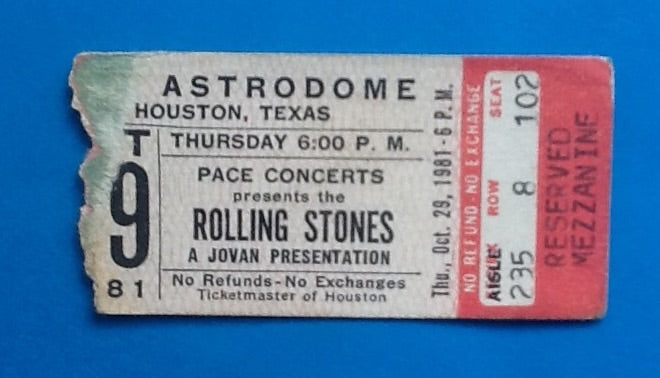 ASTRODOME
HOUSTON, TEXAS
T
9
81
THURSDAY 6:00 P. M.
PACE CONCERTS
presents the
ROLLING STONES
A JOVAN PRESENTATION
No Refunds-No Exchanges
Ticketmaster of Houston
Thu., Oct. 29, 1981-6 P.M.
NO REFUND-NO EXCHANGE
AISLE ROW SEAT
235 8 102
RESERVED
MEZZANINE